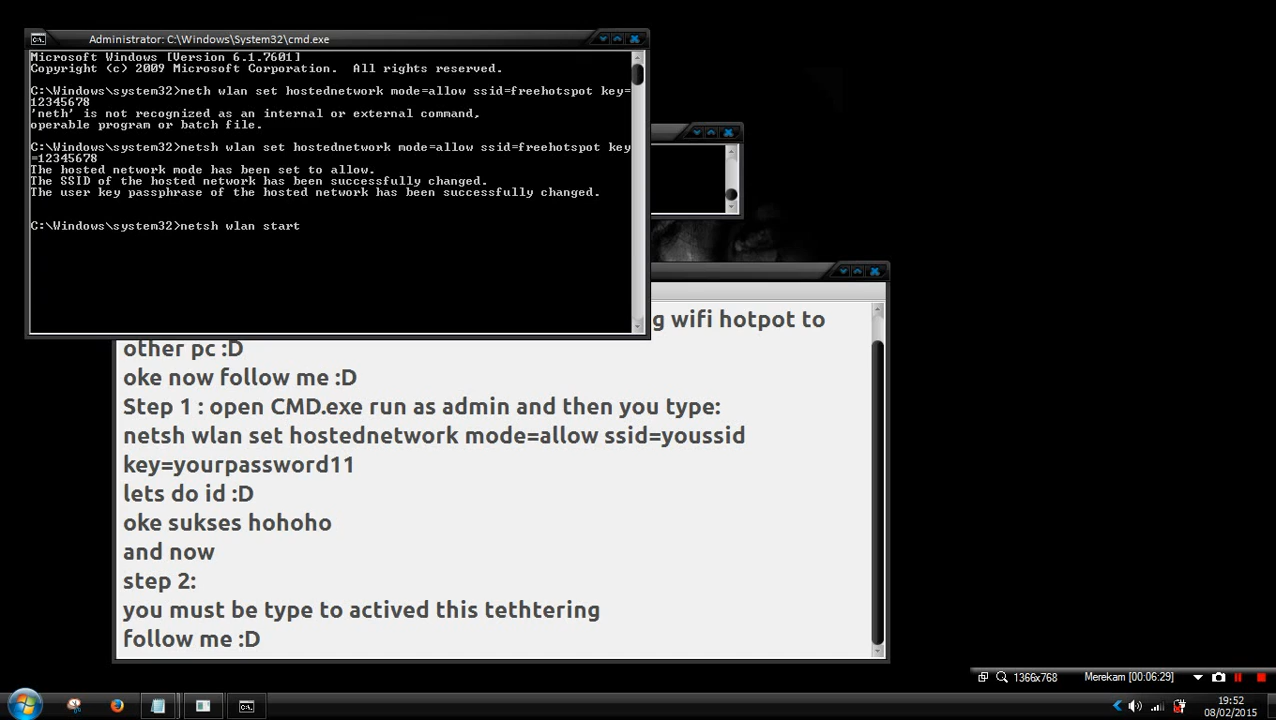 Administrator: C:\Windows\System32\cmd.exe
Microsoft Windows [Version 6.1.7601]
Copyright (c) 2009 Microsoft Corporation.  All rights reserved.
C:\Windows\system32>neth wlan set hostednetwork mode=allow ssid=freehotspot key=
12345678
'neth' is not recognized as an internal or external command,
operable program or batch file.
C:\Windows\system32>netsh wlan set hostednetwork mode=allow ssid=freehotspot key
=12345678
The hosted network mode has been set to allow.
The SSID of the hosted network has been successfully changed.
The user key passphrase of the hosted network has been successfully changed.
C:\Windows\system32>netsh wlan start
g wifi hotpot to
other pc :D
oke now follow me :D
Step 1 : open CMD.exe run as admin and then you type:
netsh wlan set hostednetwork mode=allow ssid=youssid
key=yourpassword11
lets do id :D
oke sukses hohoho
and now
step 2:
you must be type to actived this tethtering
follow me :D
1366x768
Merekam [00:06:29]
19:52
08/02/2015